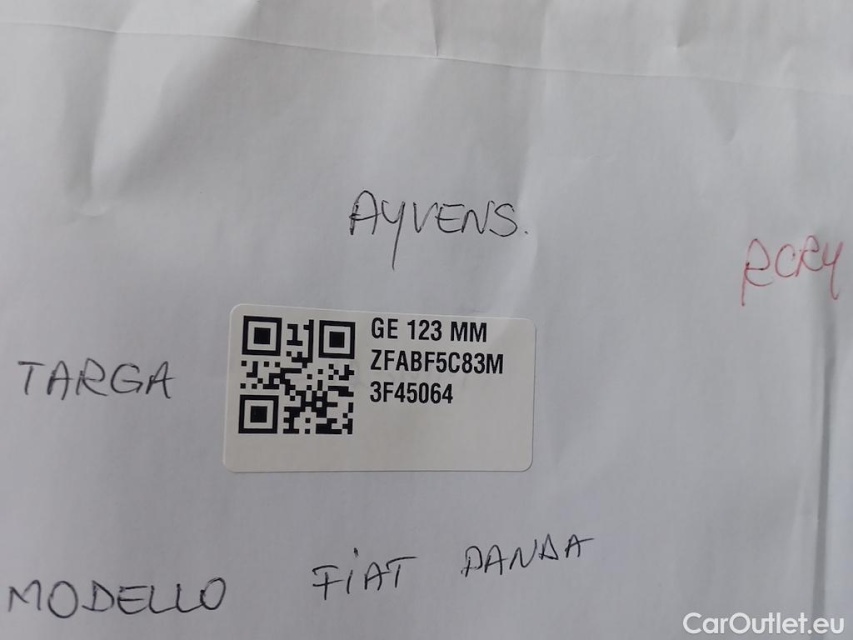 AYVENS.
RCRY
GE 123 MM
ZFABF5C83M
3F45064
TARGA
MODELLO FIAT PANDA
CarOutlet.eu